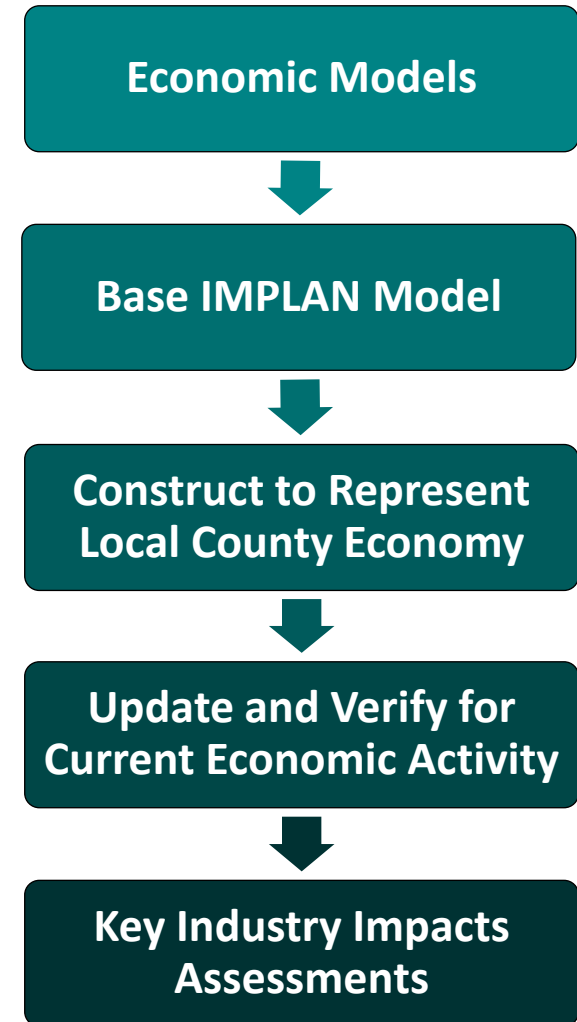 Economic Models
Base IMPLAN Model
Construct to Represent
Local County Economy
Update and Verify for
Current Economic Activity
Key Industry Impacts
Assessments